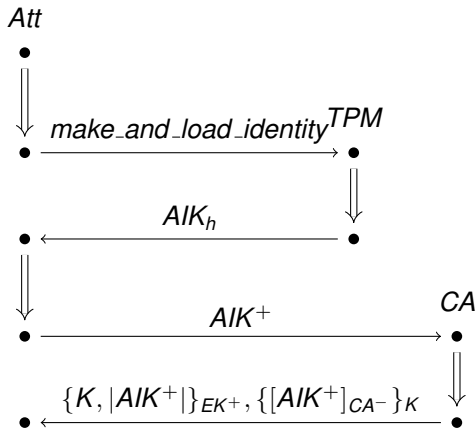 Att
make_and_load_identity TPM
AIK_h
AIK^+ CA
{K, |AIK^+|}_{EK^+}, {[AIK^+]_{CA^-}}_K